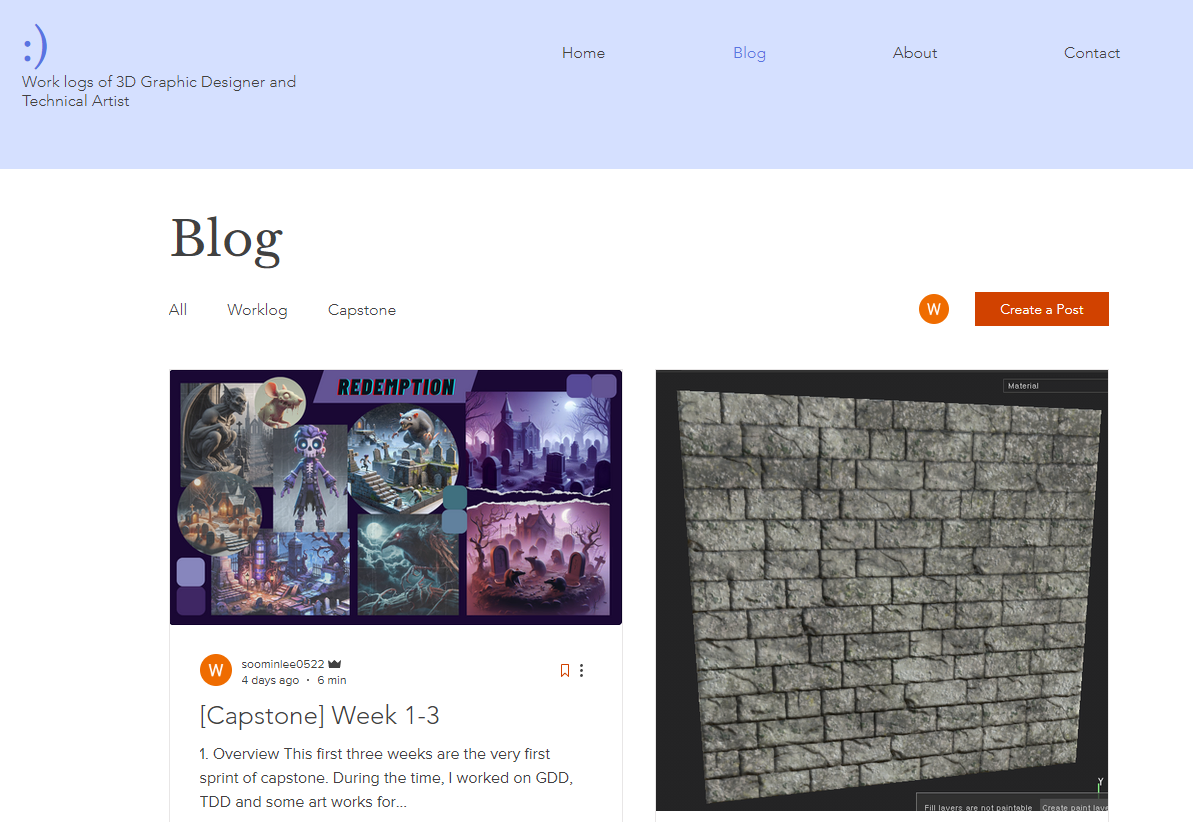 :)
Work logs of 3D Graphic Designer and
Technical Artist
Home
Blog
About
Contact
Blog
All
Worklog
Capstone
W
Create a Post
REDEMPTION
Material
Fill layers are not paintable
Create paint laye
Y
W
soominlee0522
4 days ago · 6 min
[Capstone] Week 1-3
1. Overview This first three weeks are the very first
sprint of capstone. During the time, I worked on GDD,
TDD and some art works for...